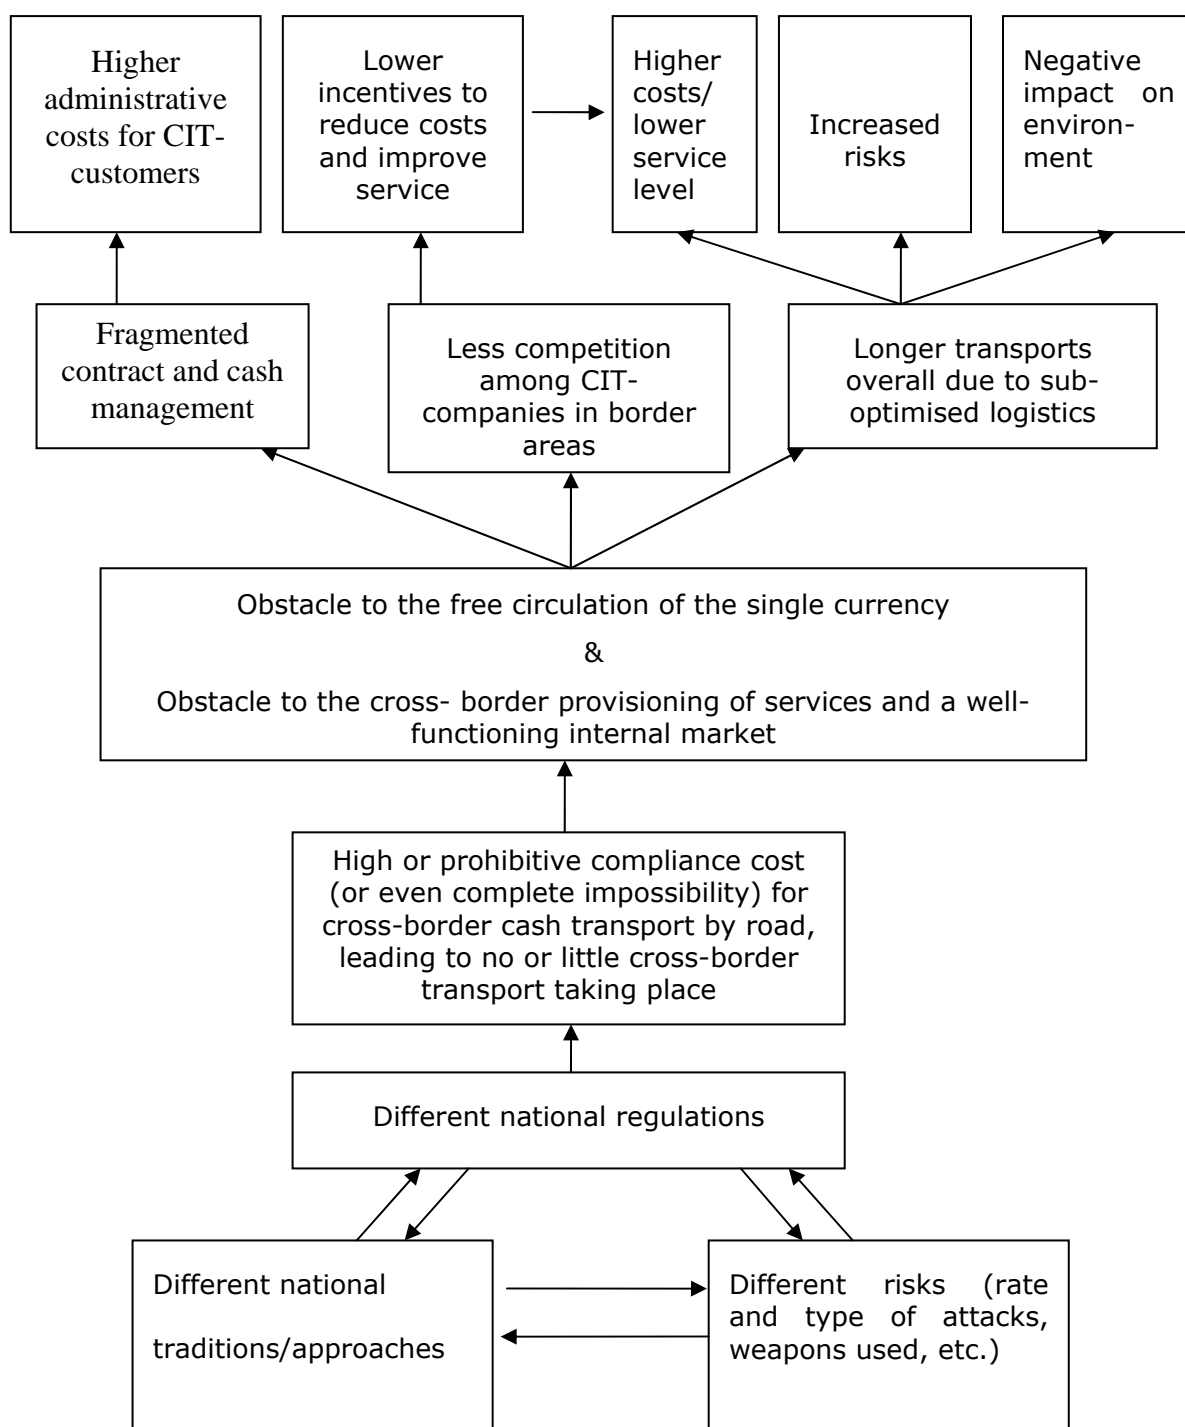 Higher
administrative
costs for CIT-
customers
Lower
incentives to
reduce costs
and improve
service
Higher
costs/
lower
service
level
Increased
risks
Negative
impact on
environ-
ment
Fragmented
contract and cash
management
Less competition
among CIT-
companies in border
areas
Longer transports
overall due to sub-
optimised logistics
Obstacle to the free circulation of the single currency
&
Obstacle to the cross- border provisioning of services and a well-
functioning internal market
High or prohibitive compliance cost
(or even complete impossibility) for
cross-border cash transport by road,
leading to no or little cross-border
transport taking place
Different national regulations
Different national
traditions/approaches
Different risks (rate
and type of attacks,
weapons used, etc.)